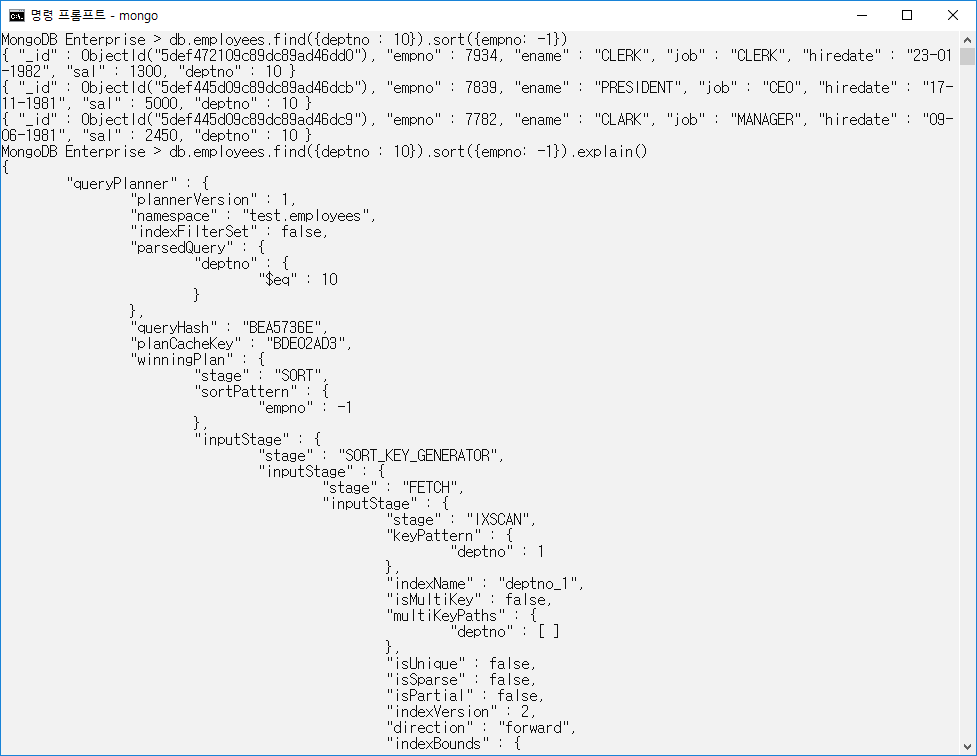 명령 프롬프트 - mongo
MongoDB Enterprise > db.employees.find({deptno : 10}).sort({empno: -1})
{ "_id" : ObjectId("5def472109c89dc89ad46dd0"), "empno" : 7934, "ename" : "CLERK", "job" : "CLERK", "hiredate" : "23-01
-1982", "sal" : 1300, "deptno" : 10 }
{ "_id" : ObjectId("5def445d09c89dc89ad46dcb"), "empno" : 7839, "ename" : "PRESIDENT", "job" : "CEO", "hiredate" : "17-
11-1981", "sal" : 5000, "deptno" : 10 }
{ "_id" : ObjectId("5def445d09c89dc89ad46dc9"), "empno" : 7782, "ename" : "CLARK", "job" : "MANAGER", "hiredate" : "09-
06-1981", "sal" : 2450, "deptno" : 10 }
MongoDB Enterprise > db.employees.find({deptno : 10}).sort({empno: -1}).explain()
{
        "queryPlanner" : {
                "plannerVersion" : 1,
                "namespace" : "test.employees",
                "indexFilterSet" : false,
                "parsedQuery" : {
                        "deptno" : {
                                "$eq" : 10
                        }
                },
                "queryHash" : "BEA5736E",
                "planCacheKey" : "BDE02AD3",
                "winningPlan" : {
                        "stage" : "SORT",
                        "sortPattern" : {
                                "empno" : -1
                        },
                        "inputStage" : {
                                "stage" : "SORT_KEY_GENERATOR",
                                "inputStage" : {
                                        "stage" : "FETCH",
                                        "inputStage" : {
                                                "stage" : "IXSCAN",
                                                "keyPattern" : {
                                                        "deptno" : 1
                                                },
                                                "indexName" : "deptno_1",
                                                "isMultiKey" : false,
                                                "multiKeyPaths" : {
                                                        "deptno" : [ ]
                                                },
                                                "isUnique" : false,
                                                "isSparse" : false,
                                                "isPartial" : false,
                                                "indexVersion" : 2,
                                                "direction" : "forward",
                                                "indexBounds" : {